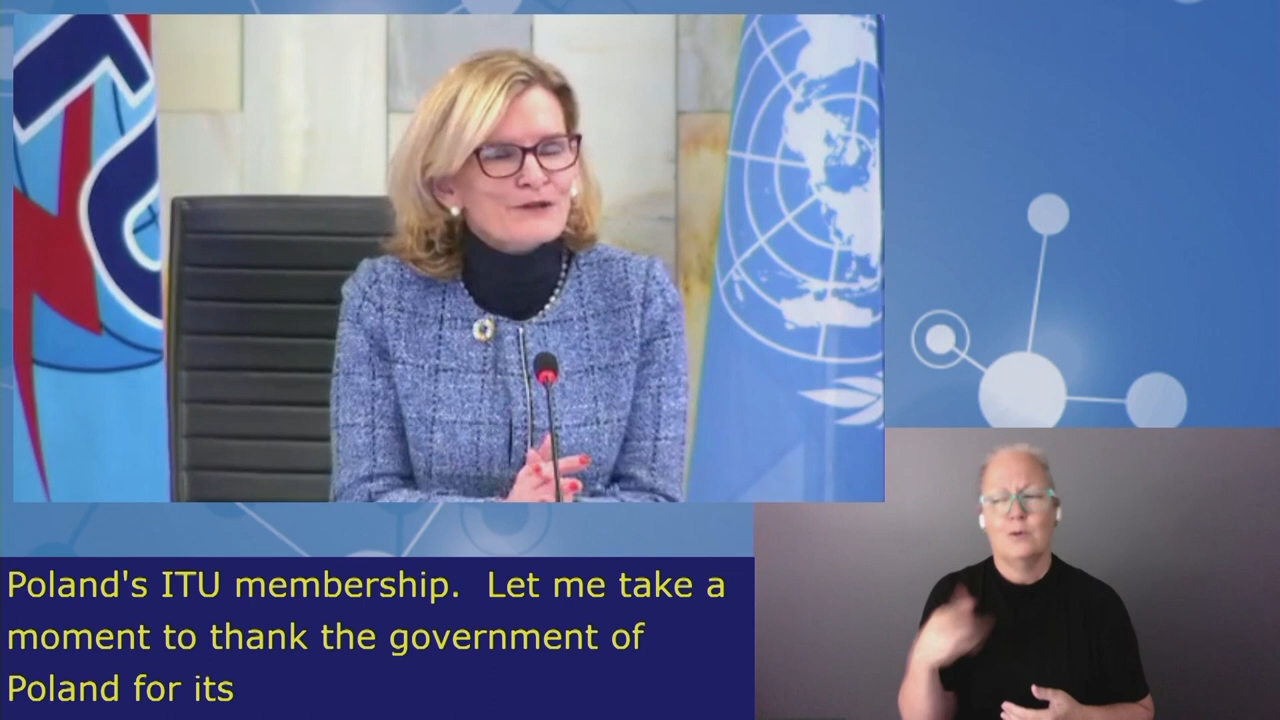 Poland's ITU membership.  Let me take a
moment to thank the government of
Poland for its